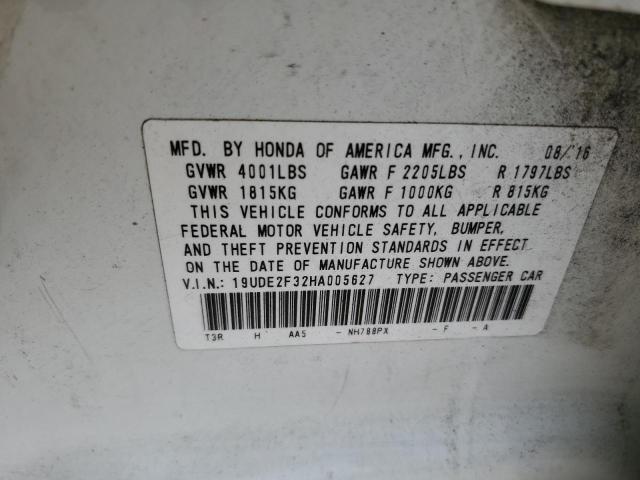 MFD. BY HONDA OF AMERICA MFG., INC. 08/'16
GVWR 4001LBS GAWR F 2205LBS R 1797LBS
GVWR 1815KG GAWR F 1000KG R 815KG
THIS VEHICLE CONFORMS TO ALL APPLICABLE
FEDERAL MOTOR VEHICLE SAFETY, BUMPER,
AND THEFT PREVENTION STANDARDS IN EFFECT
ON THE DATE OF MANUFACTURE SHOWN ABOVE.
V.I.N.: 19UDE2F32HA005627 TYPE: PASSENGER CAR
T3R H AA5 - NH788PX - F - A